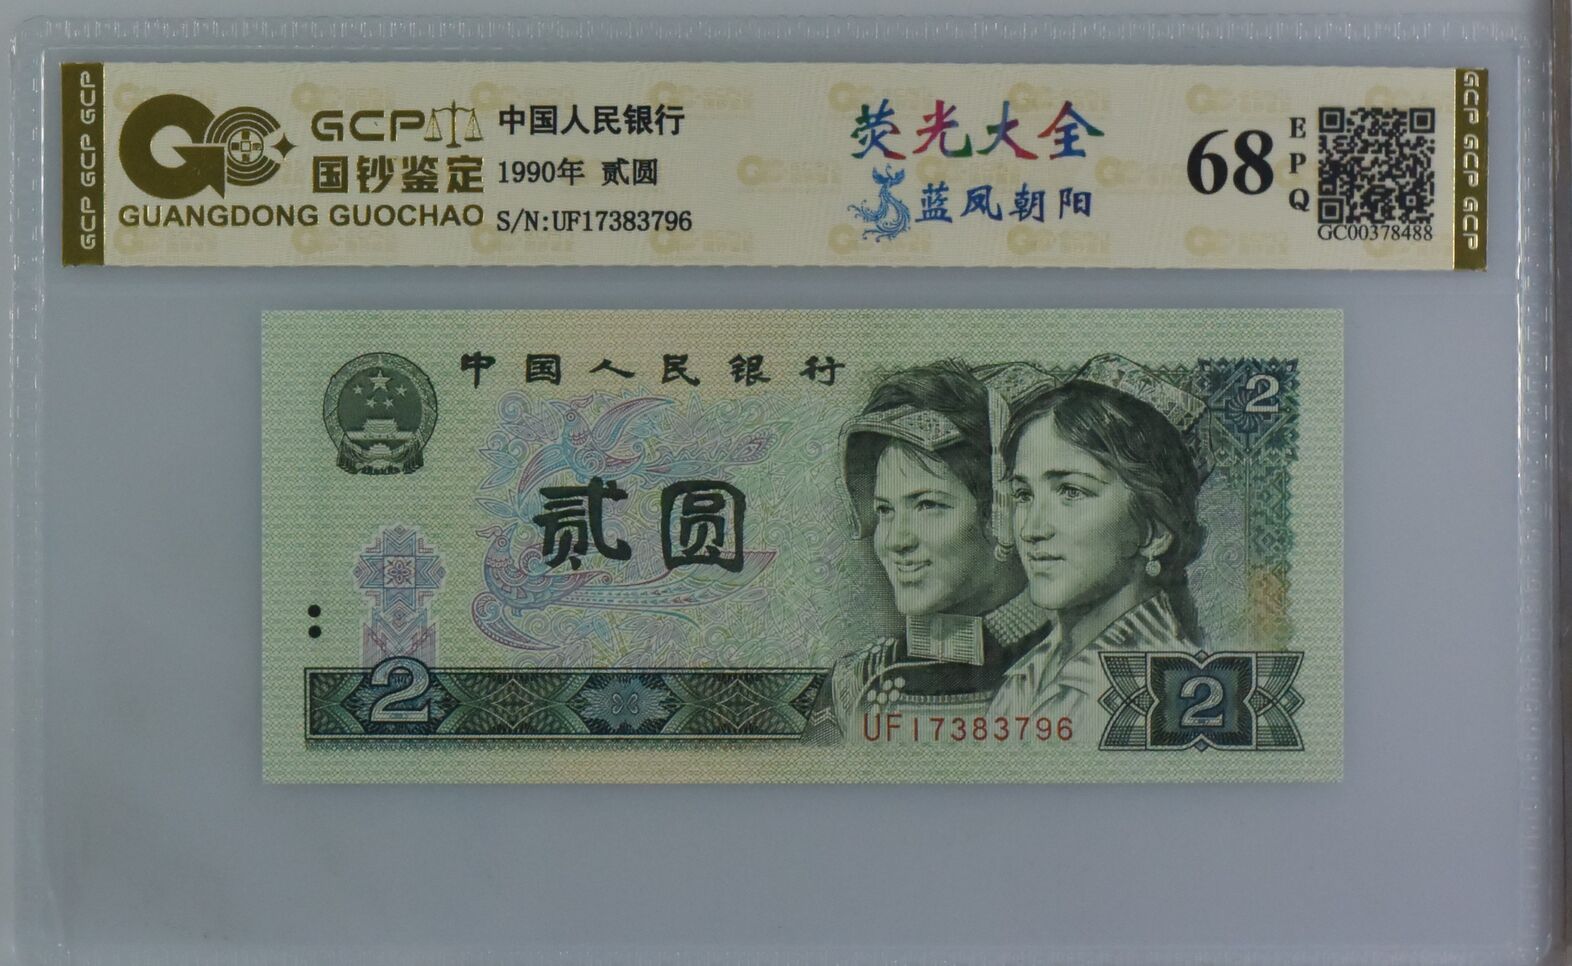 GCP GCP GCP
GCP
国钞鉴定
GUANGDONG GUOCHAO
中国人民银行
1990年 贰圆
S/N:UF17383796
荧光大全
蓝凤朝阳
68
EPQ
GC00378488
GCP GCP GCP
中国人民银行
2
贰圆
2
2
UF17383796